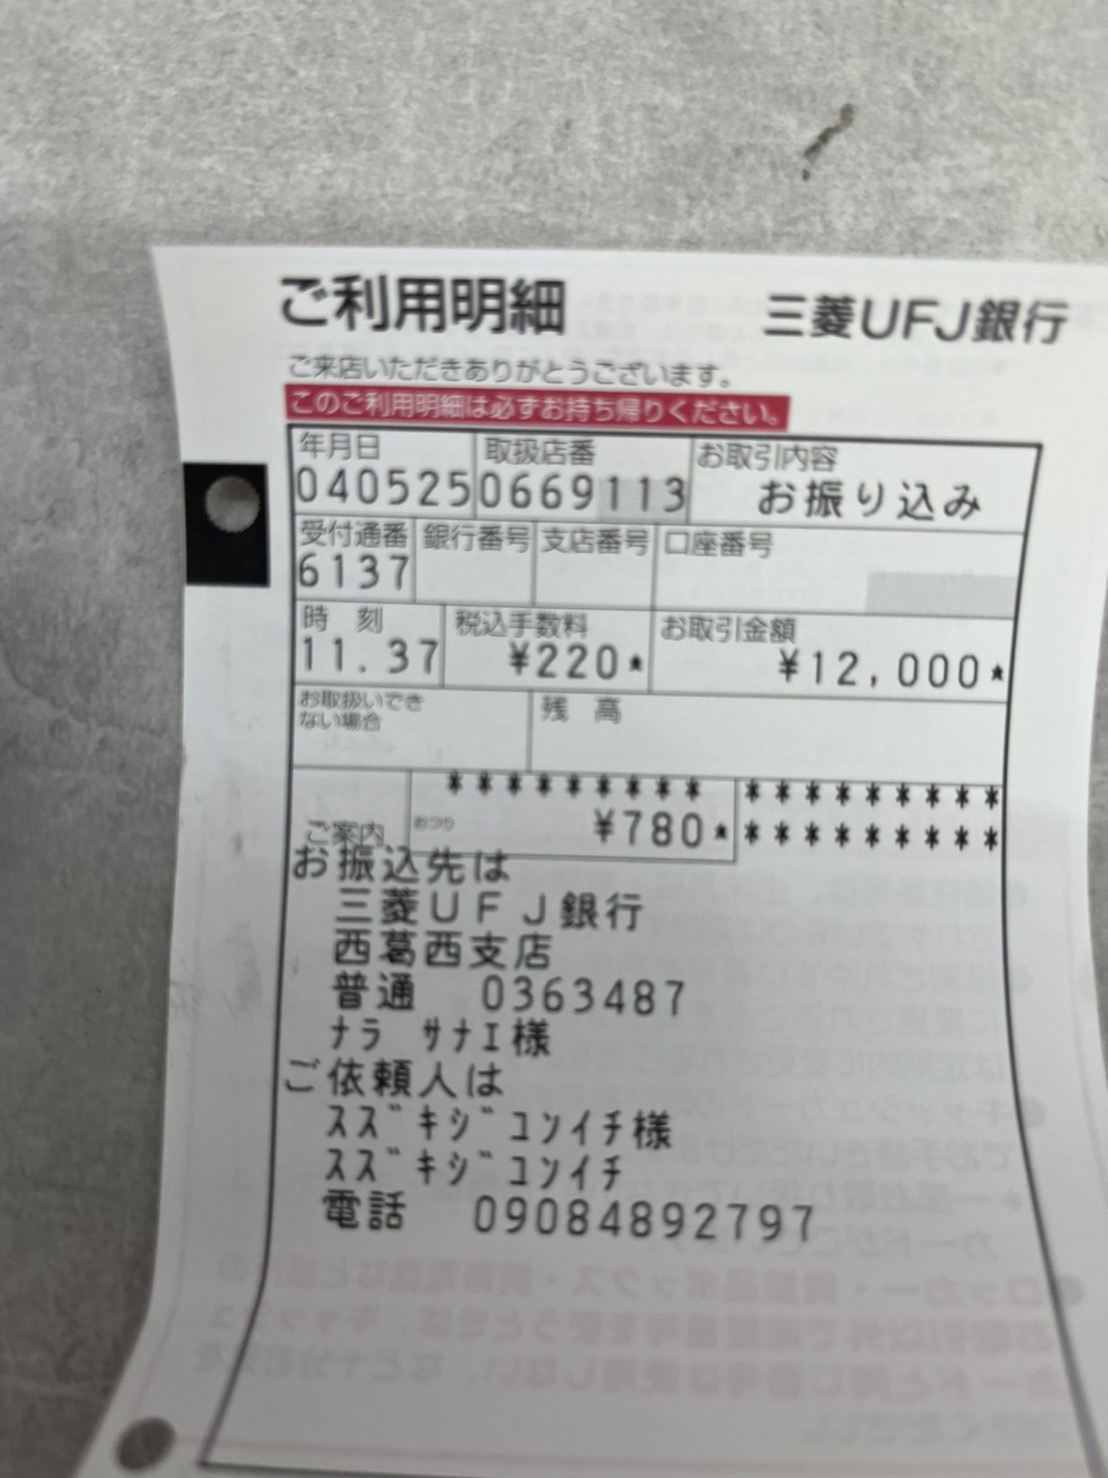 ご利用明細 三菱UFJ銀行
ご来店いただきありがとうございます。
このご利用明細は必ずお持ち帰りください。
年月日 取扱店番 お取引内容
040525 0669113 お振り込み
受付通番 銀行番号 支店番号 口座番号
6137
時 刻 税込手数料 お取引金額
11.37 ¥220* ¥12,000*
お取扱いでき
ない場合
残 高
********* *********
ご案内 おつり ¥780* *********
お振込先は
三菱UFJ銀行
西葛西支店
普通 0363487
ナラ サナエ様
ご依頼人は
スズキジュンイチ様
スズキジュンイチ
電話 09084892797